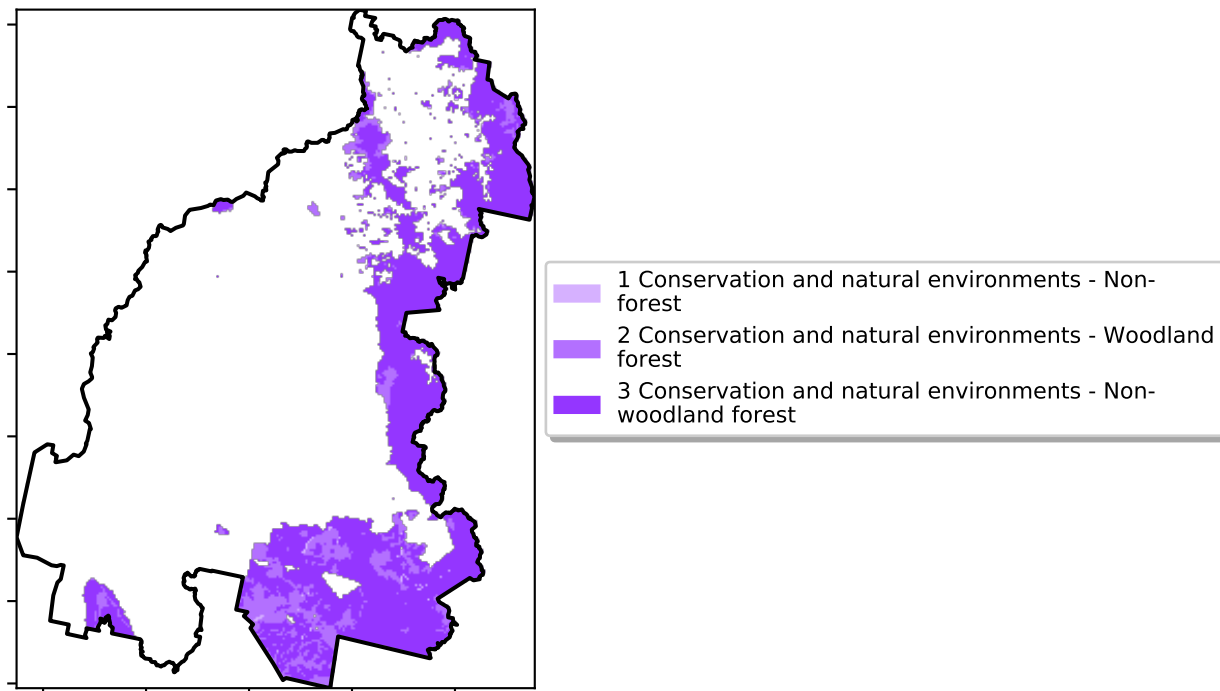 1 Conservation and natural environments - Non-
forest
2 Conservation and natural environments - Woodland
forest
3 Conservation and natural environments - Non-
woodland forest